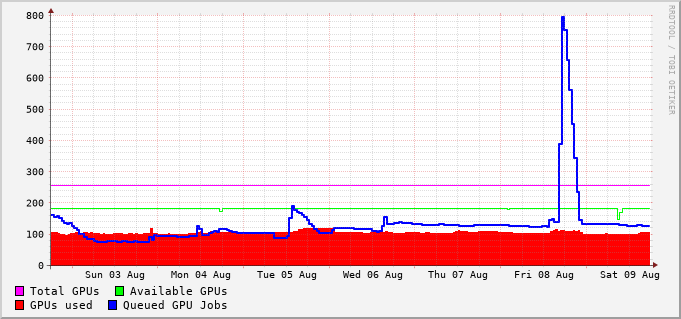 800
700
600
500
400
300
200
100
0
Sun 03 Aug Mon 04 Aug Tue 05 Aug Wed 06 Aug Thu 07 Aug Fri 08 Aug Sat 09 Aug
Total GPUs Available GPUs
GPUs used Queued GPU Jobs
RRDTOOL / TOBI OETIKER